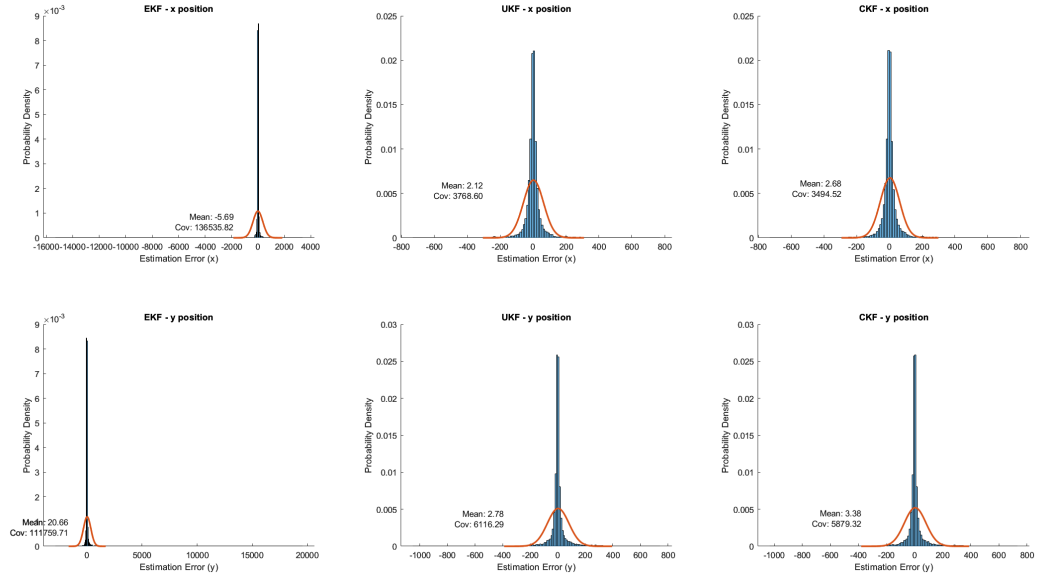 EKF - x position
×10-3
9
8
7
6
5
4
3
2
1
0
Probability Density
Mean: -5.69
Cov: 136535.82
-16000 -14000 -12000 -10000 -8000 -6000 -4000 -2000 0 2000 4000
Estimation Error (x)
UKF - x position
0.025
0.02
0.015
0.01
0.005
0
Probability Density
Mean: 2.12
Cov: 3768.60
-800 -600 -400 -200 0 200 400 600 800
Estimation Error (x)
CKF - x position
0.025
0.02
0.015
0.01
0.005
0
Probability Density
Mean: 2.68
Cov: 3494.52
-800 -600 -400 -200 0 200 400 600 800
Estimation Error (x)
EKF - y position
×10-3
9
8
7
6
5
4
3
2
0
Probability Density
Mean: 20.66
Cov: 111759.71
0 5000 10000 15000 20000
Estimation Error (y)
UKF - y position
0.03
0.025
0.02
0.015
0.01
0.005
0
Probability Density
Mean: 2.78
Cov: 6116.29
-1000 -800 -600 -400 -200 0 200 400 600 800
Estimation Error (y)
CKF - y position
0.03
0.025
0.02
0.015
0.01
0.005
0
Probability Density
Mean: 3.38
Cov: 5879.32
-1000 -800 -600 -400 -200 0 200 400 600 800
Estimation Error (y)